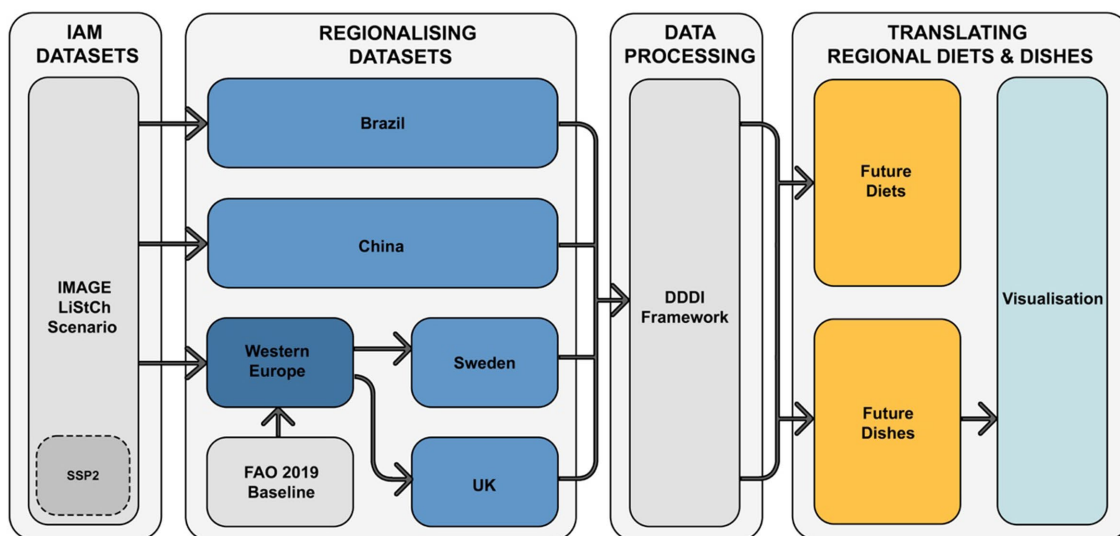 IAM
DATASETS
IMAGE
LiStCh
Scenario
SSP2
REGIONALISING
DATASETS
Brazil
China
Western
Europe
Sweden
FAO 2019
Baseline
UK
DATA
PROCESSING
DDDI
Framework
TRANSLATING
REGIONAL DIETS & DISHES
Future
Diets
Future
Dishes
Visualisation